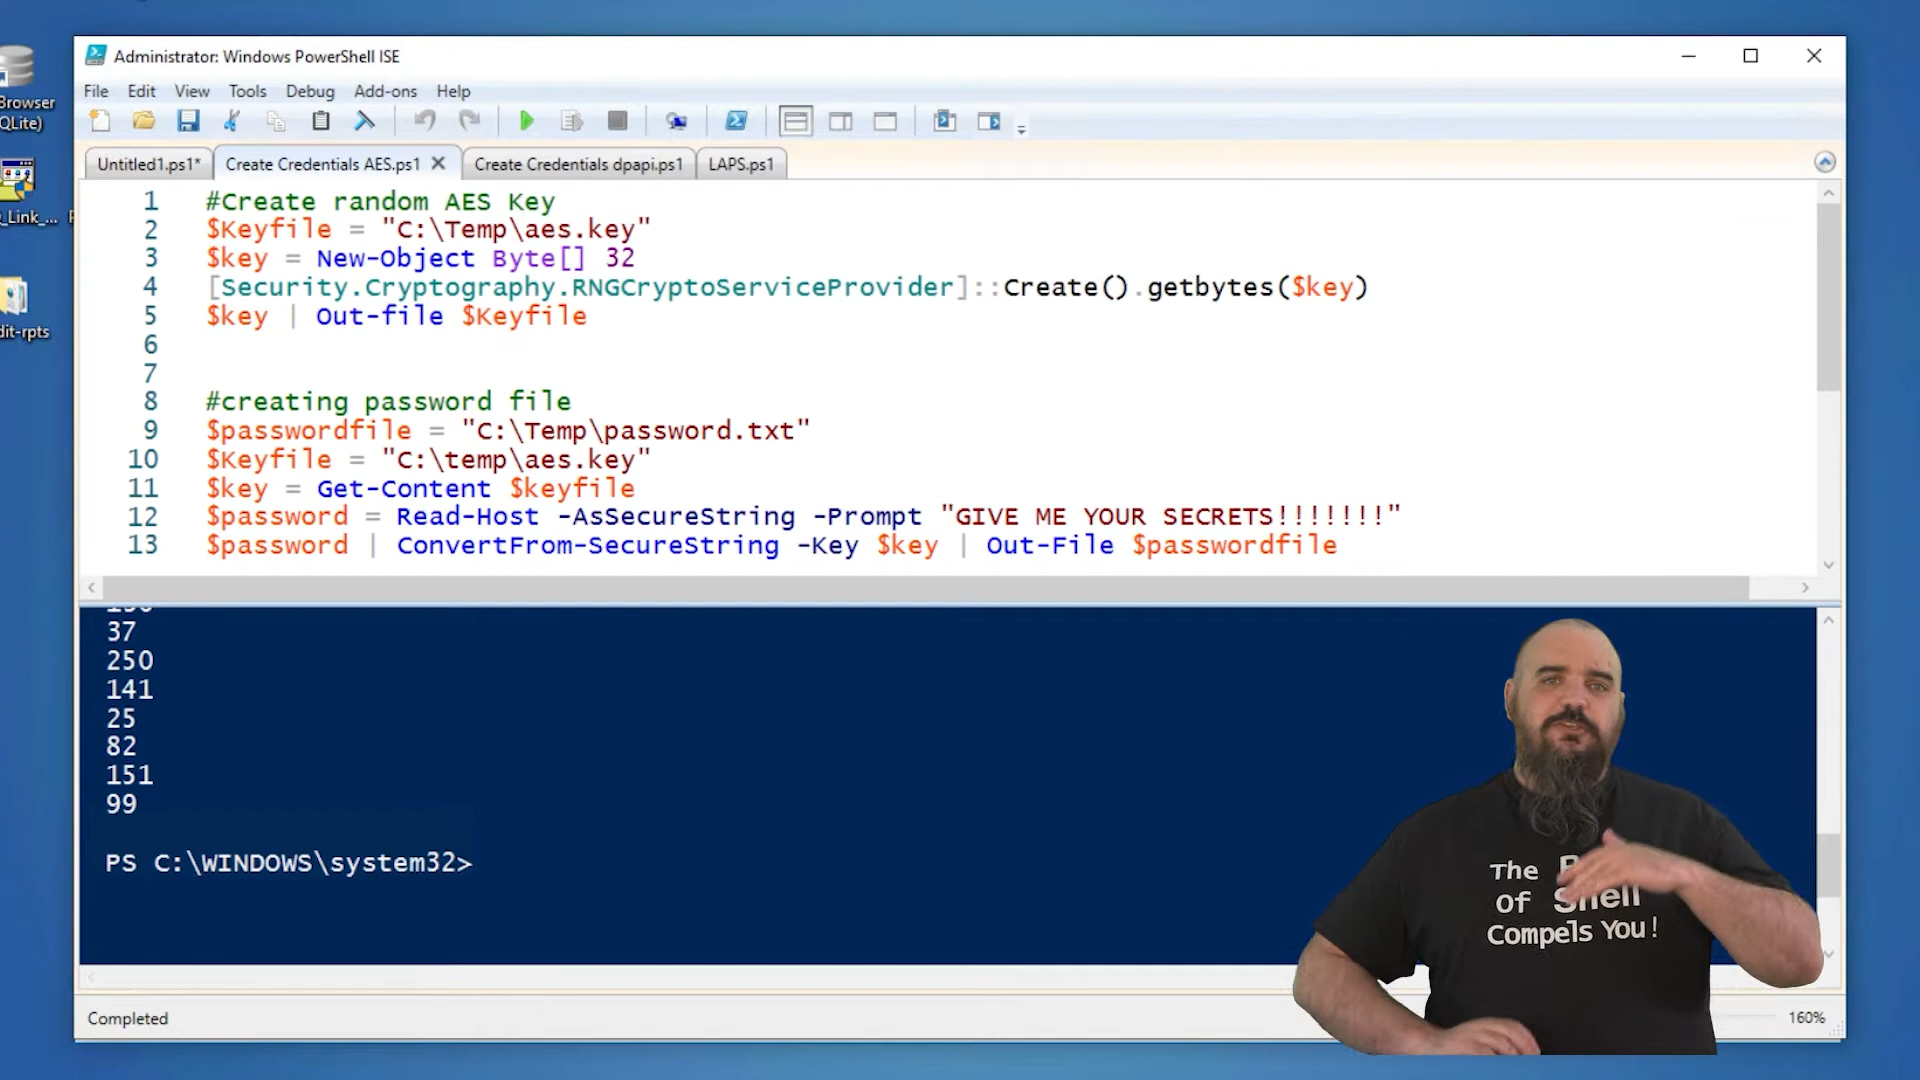 Browser
QLite)
_Link_...
dit-rpts
Administrator: Windows PowerShell ISE
File Edit View Tools Debug Add-ons Help
Untitled1.ps1* Create Credentials AES.ps1 Create Credentials dpapi.ps1 LAPS.ps1
1 #Create random AES Key
2 $Keyfile = "C:\Temp\aes.key"
3 $key = New-Object Byte[] 32
4 [Security.Cryptography.RNGCryptoServiceProvider]::Create().getbytes($key)
5 $key | Out-file $Keyfile
6
7
8 #creating password file
9 $passwordfile = "C:\Temp\password.txt"
10 $Keyfile = "C:\temp\aes.key"
11 $key = Get-Content $keyfile
12 $password = Read-Host -AsSecureString -Prompt "GIVE ME YOUR SECRETS!!!!!!!"
13 $password | ConvertFrom-SecureString -Key $key | Out-File $passwordfile
37
250
141
25
82
151
99
PS C:\WINDOWS\system32>
The
Of Shell
Compels You!
Completed
160%